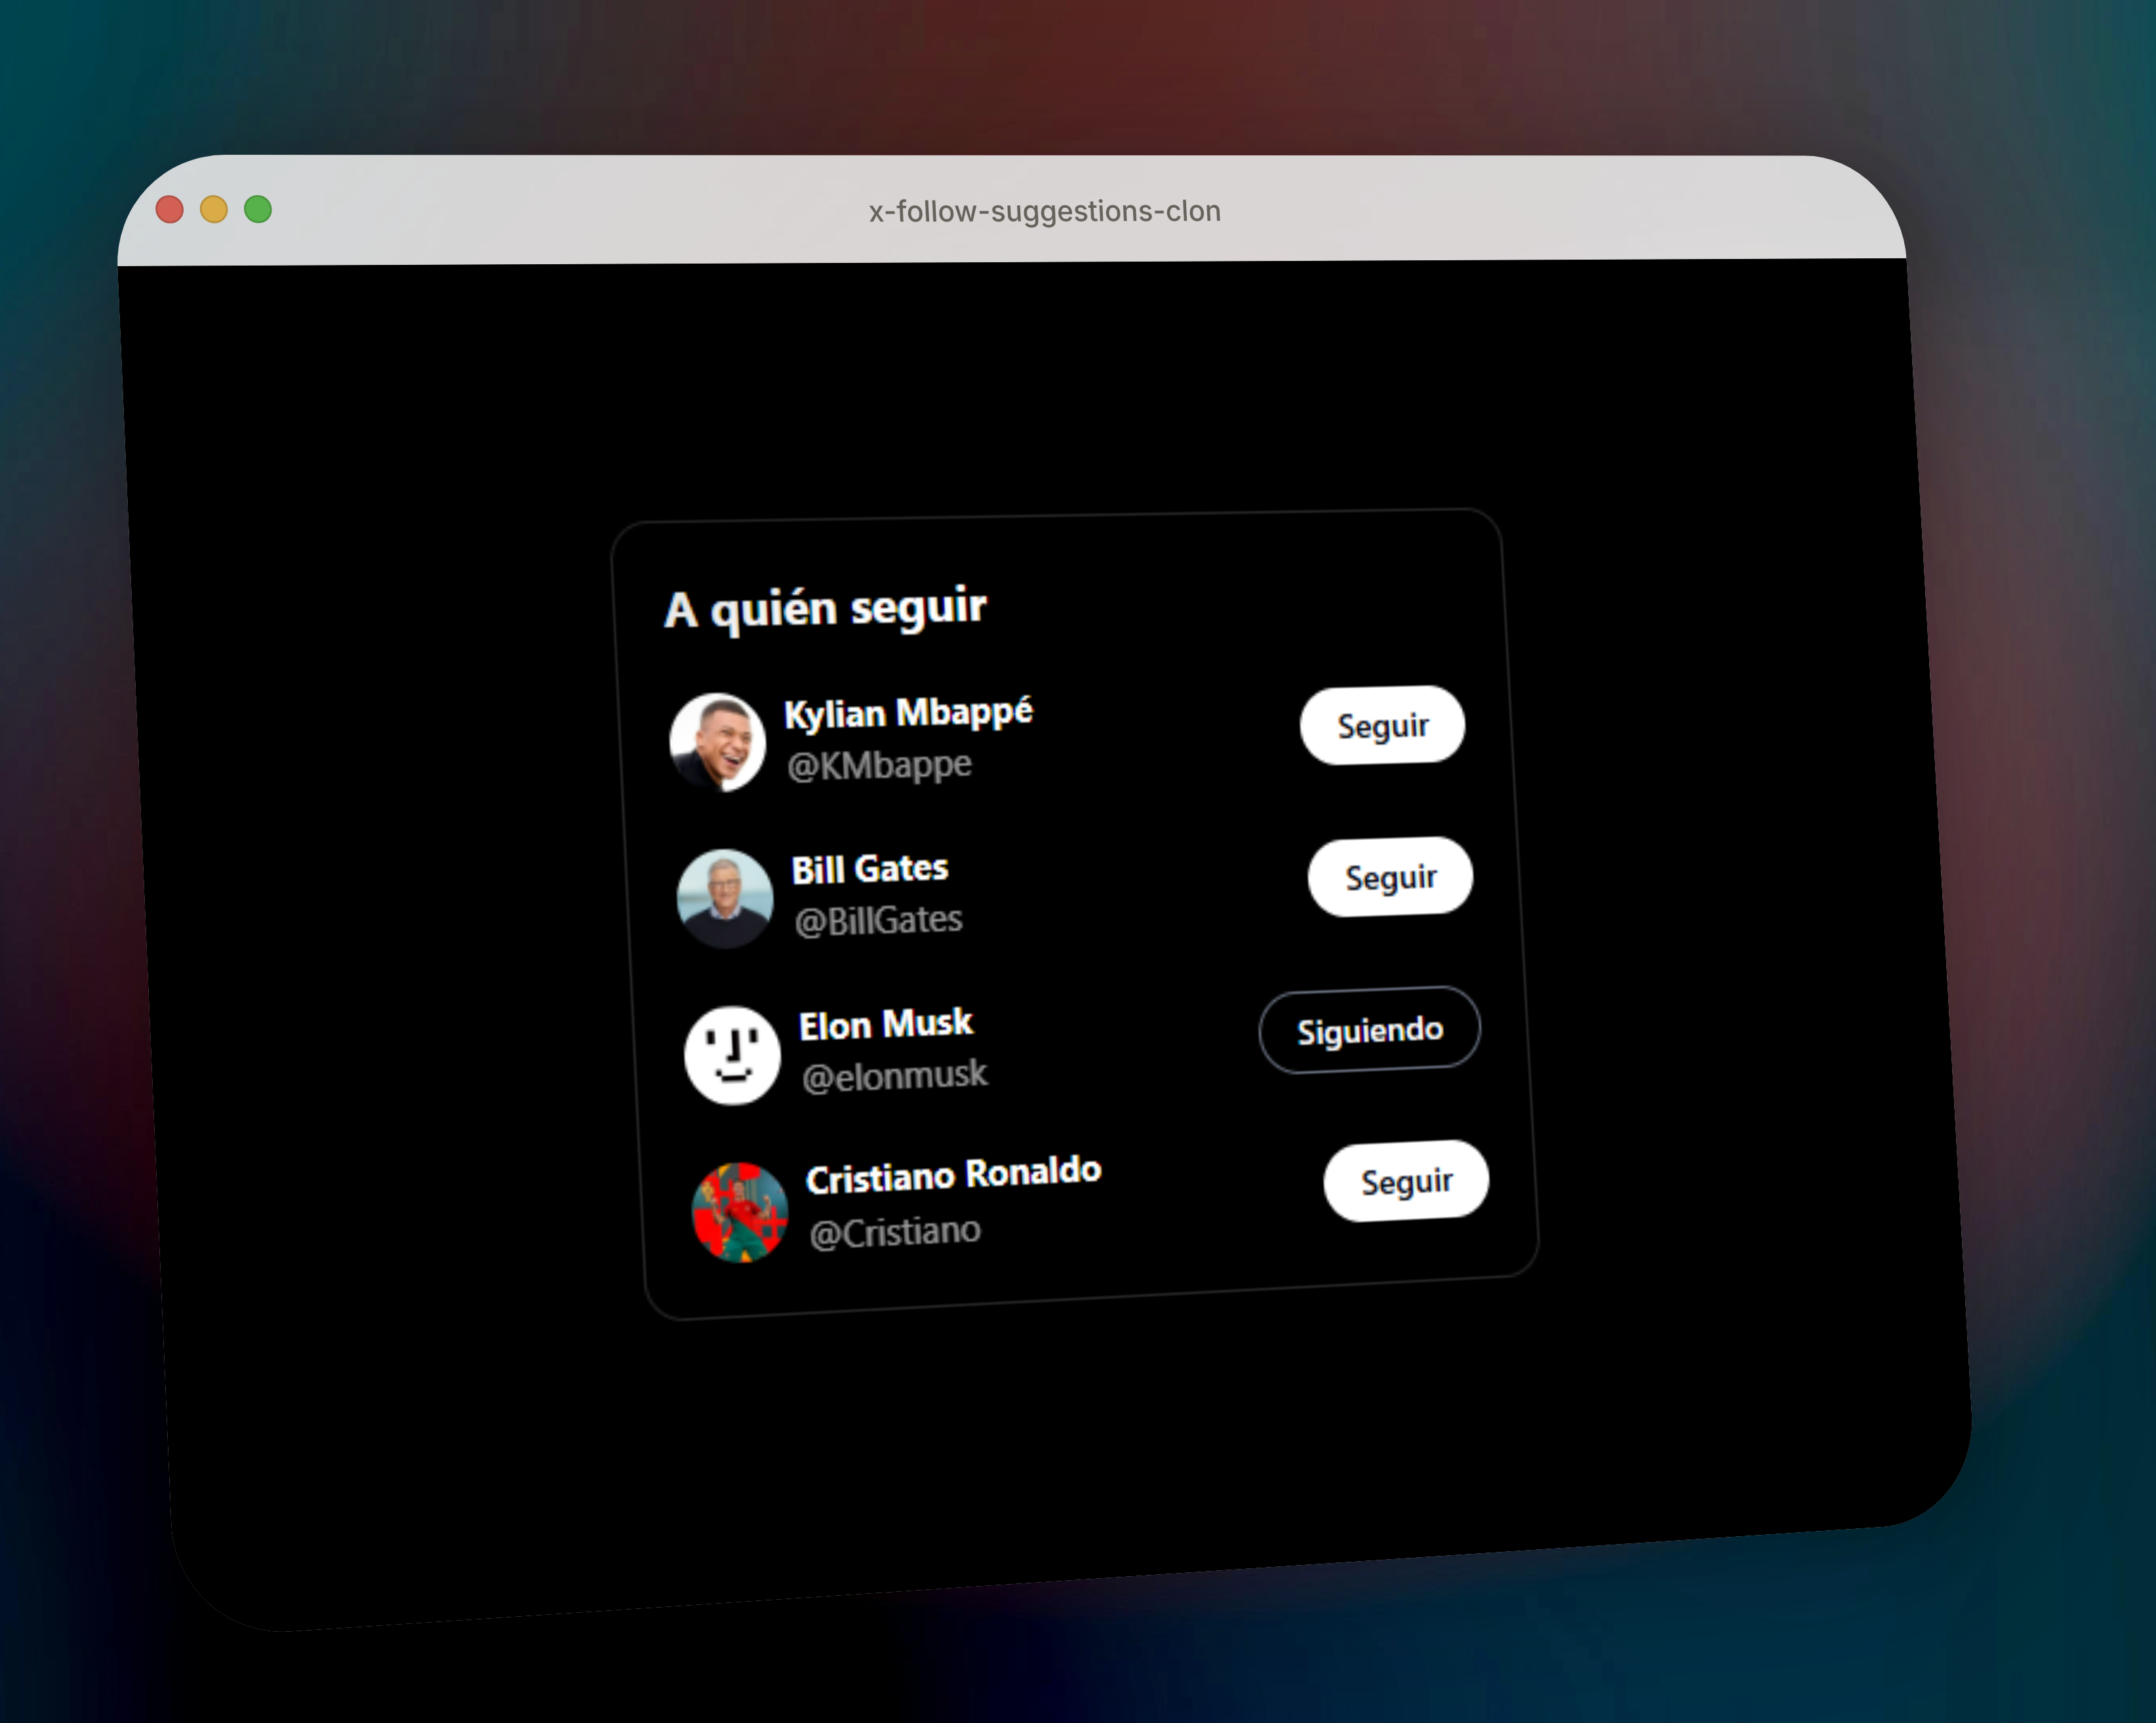 x-follow-suggestions-clon
A quién seguir
Kylian Mbappé
@KMbappe
Seguir
Bill Gates
@BillGates
Seguir
Elon Musk
@elonmusk
Siguiendo
Cristiano Ronaldo
@Cristiano
Seguir